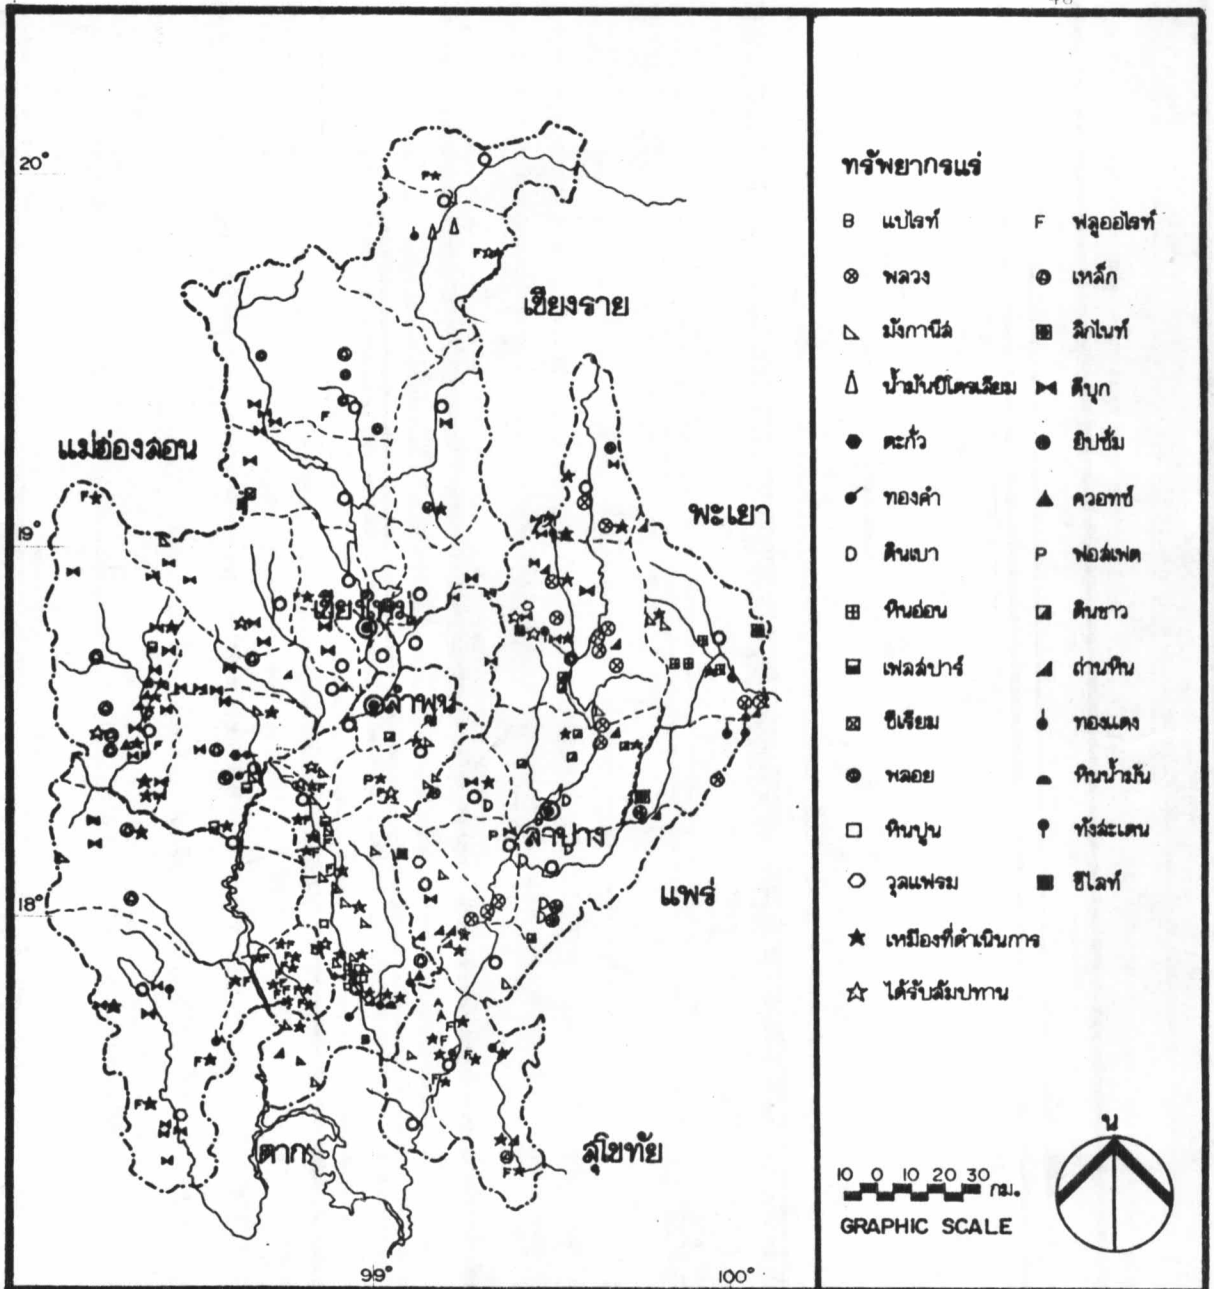 20°
เชียงราย
แม่ฮ่องสอน
พะเยา
19°
เชียงใหม่
ลำพูน
ลำปาง
แพร่
18°
ตาก
สุโขทัย
99°
100°
ทรัพยากรแร่
B แบไรท์
F ฟลูออไรท์
พลวง
เหล็ก
มังกานีส
ลิกไนท์
น้ำมันปิโตรเลียม
ดีบุก
ตะกั่ว
ยิปซั่ม
ทองคำ
ควอทซ์
D ดินเบา
P ฟอสเฟต
หินอ่อน
ดินขาว
เฟลสปาร์
ถ่านหิน
ซีเรียม
ทองแดง
พลอย
หินน้ำมัน
หินปูน
ทังสะเตน
วุลแฟรม
ซีไลท์
เหมืองที่ดำเนินการ
ได้รับสัมปทาน
น
10 0 10 20 30 กม.
GRAPHIC SCALE